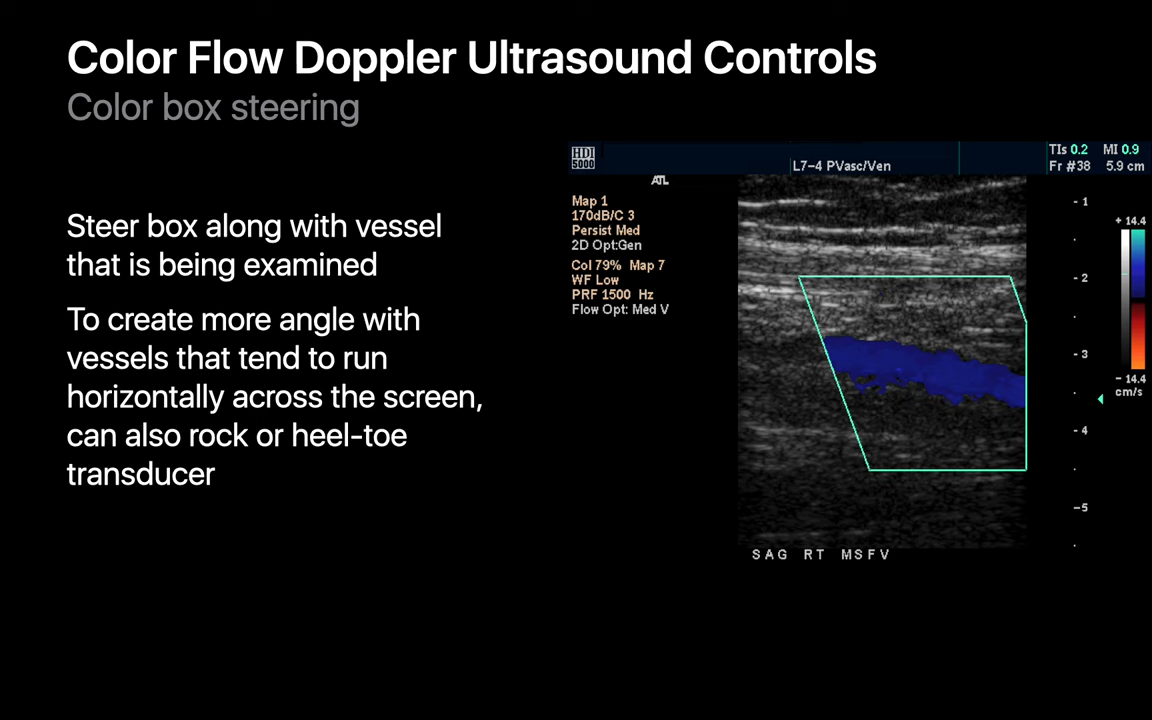 Color Flow Doppler Ultrasound Controls
Color box steering
Steer box along with vessel
that is being examined
To create more angle with
vessels that tend to run
horizontally across the screen,
can also rock or heel-toe
transducer
HDI
5000
ATL
L7-4 PVasc/Ven
TIs 0.2 MI 0.9
Fr #38 5.9 cm
Map 1
170dB/C 3
Persist Med
2D Opt:Gen
Col 79% Map 7
WF Low
PRF 1500 Hz
Flow Opt: Med V
- 1
- 2
- 3
- 4
-5
+ 14.4
- 14.4
cm/s
SAG RT MSFV